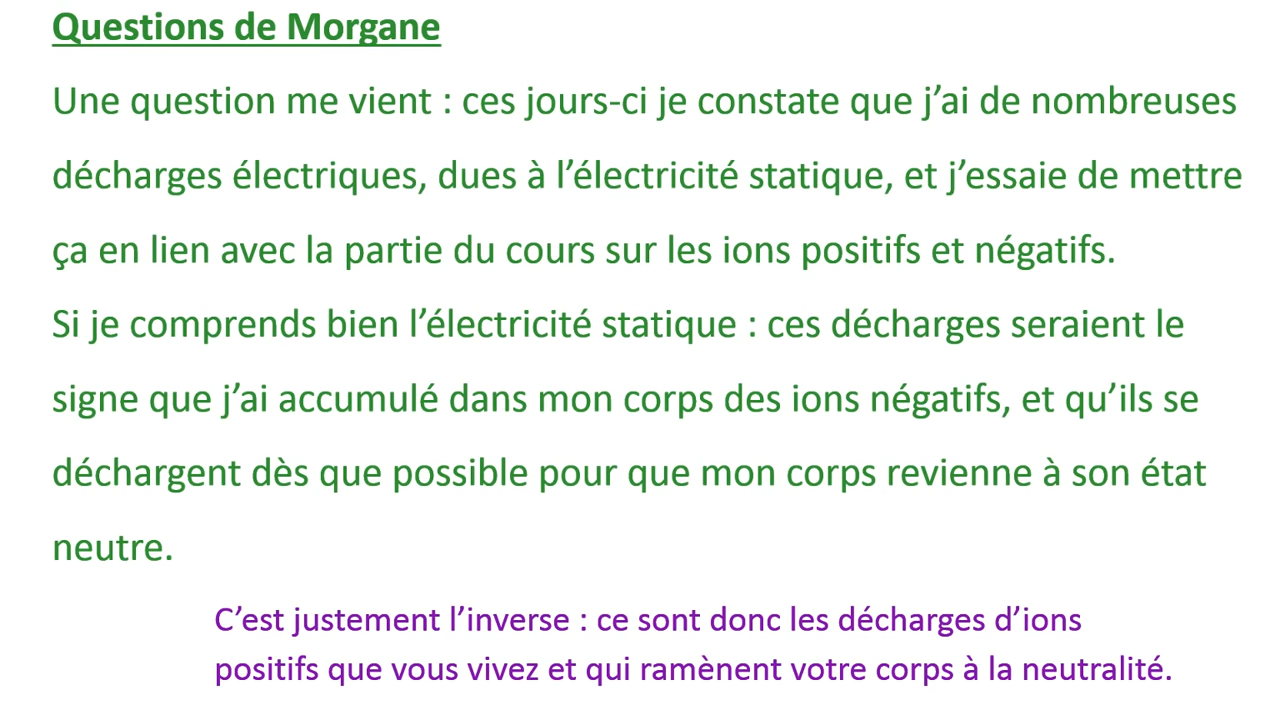 Questions de Morgane
Une question me vient : ces jours-ci je constate que j’ai de nombreuses
décharges électriques, dues à l’électricité statique, et j’essaie de mettre
ça en lien avec la partie du cours sur les ions positifs et négatifs.
Si je comprends bien l’électricité statique : ces décharges seraient le
signe que j’ai accumulé dans mon corps des ions négatifs, et qu’ils se
déchargent dès que possible pour que mon corps revienne à son état
neutre.
C’est justement l’inverse : ce sont donc les décharges d’ions
positifs que vous vivez et qui ramènent votre corps à la neutralité.